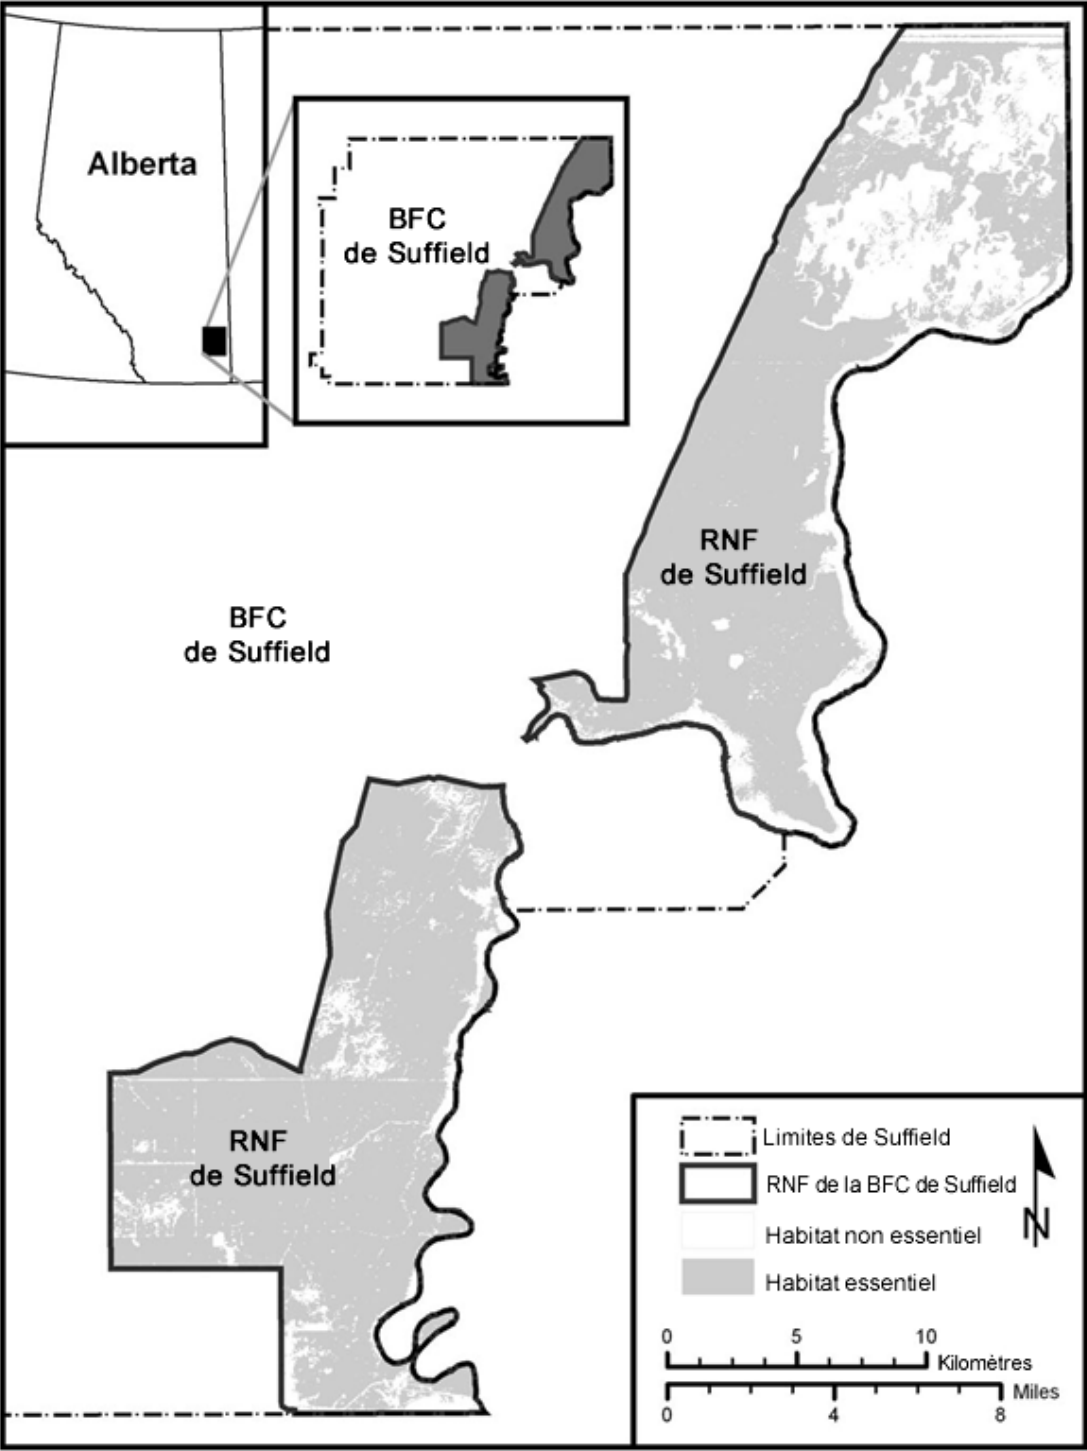 Alberta
BFC
de Suffield
RNF
de Suffield
BFC
de Suffield
RNF
de Suffield
Limites de Suffield
RNF de la BFC de Suffield
Habitat non essentiel
Habitat essentiel
N
0 5 10
Kilomètres
Miles
0 4 8